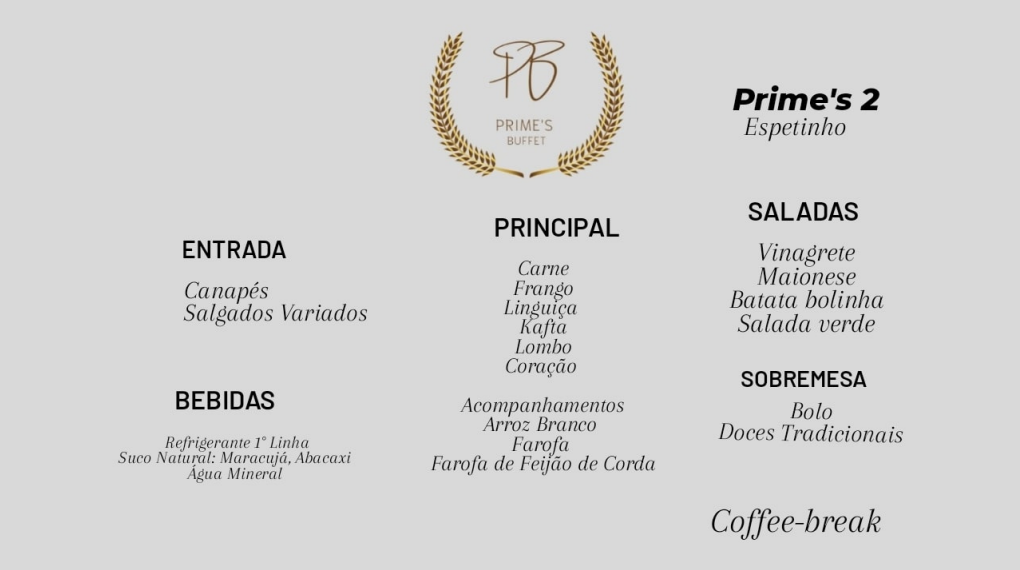 PB
PRIME'S
BUFFET
Prime's 2
Espetinho
ENTRADA
Canapés
Salgados Variados
BEBIDAS
Refrigerante 1° Linha
Suco Natural: Maracujá, Abacaxi
Água Mineral
PRINCIPAL
Carne
Frango
Linguiça
Kafta
Lombo
Coração
Acompanhamentos
Arroz Branco
Farofa
Farofa de Feijão de Corda
SALADAS
Vinagrete
Maionese
Batata bolinha
Salada verde
SOBREMESA
Bolo
Doces Tradicionais
Coffee-break